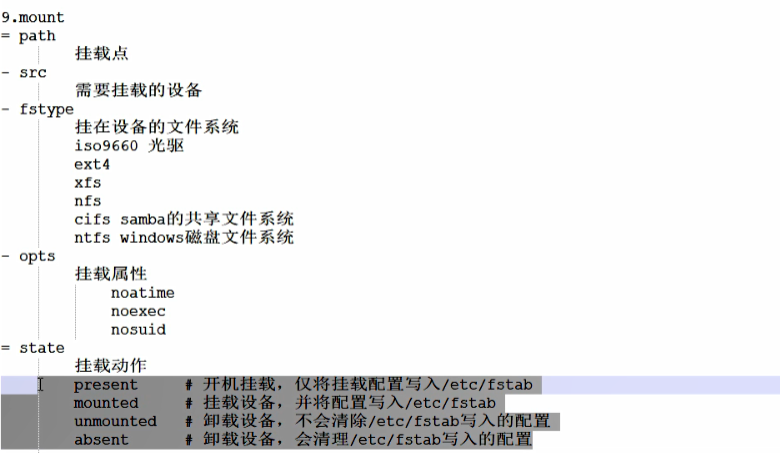 9.mount
= path
挂载点
- src
需要挂载的设备
- fstype
挂在设备的文件系统
iso9660 光驱
ext4
xfs
nfs
cifs samba的共享文件系统
ntfs windows磁盘文件系统
- opts
挂载属性
noatime
noexec
nosuid
= state
挂载动作
present # 开机挂载，仅将挂载配置写入/etc/fstab
mounted # 挂载设备，并将配置写入/etc/fstab
unmounted # 卸载设备，不会清除/etc/fstab写入的配置
absent # 卸载设备，会清理/etc/fstab写入的配置